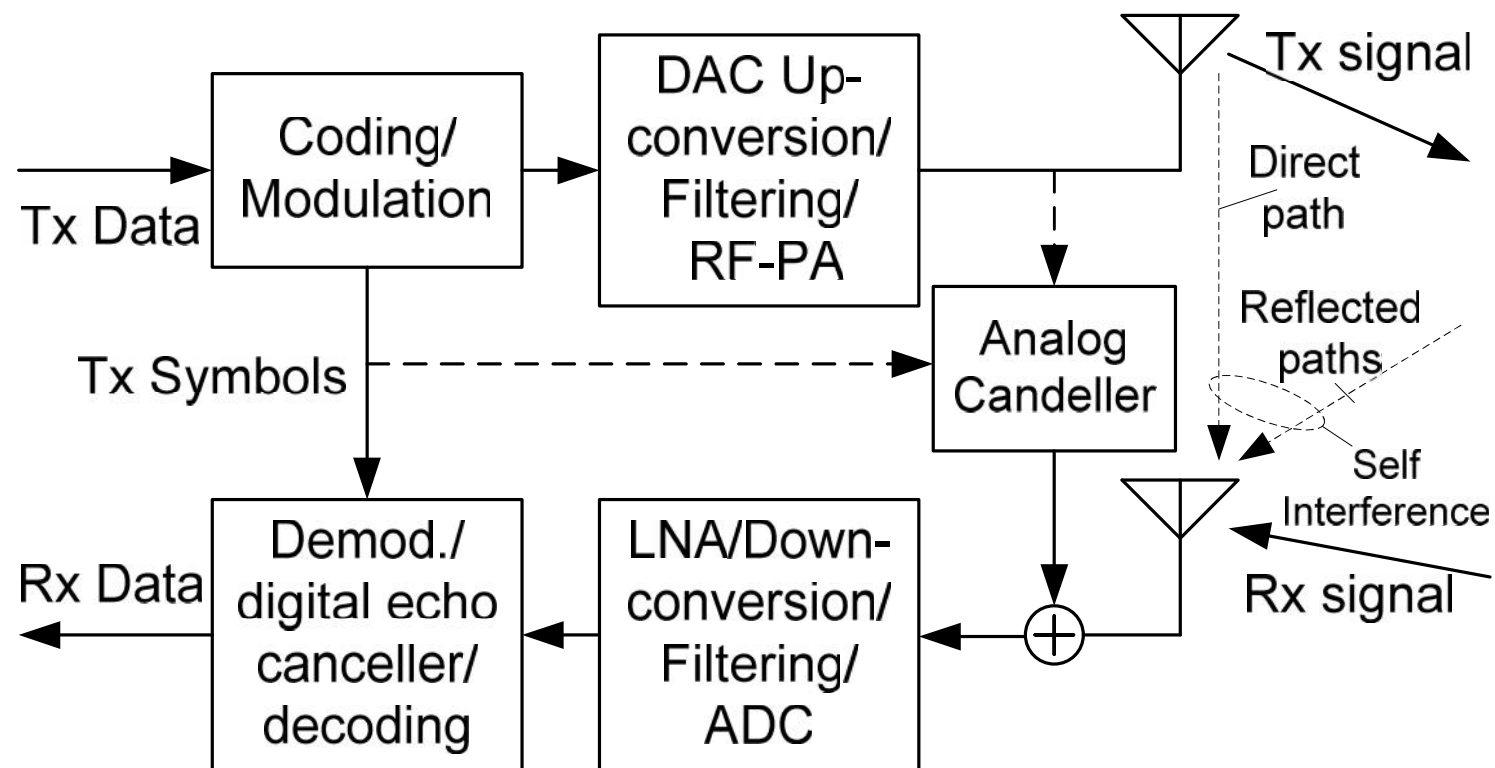 Coding/
Modulation
DAC Up-
conversion/
Filtering/
RF-PA
Tx signal
Tx Data
Direct
path
Tx Symbols
Analog
Candeller
Reflected
paths
Self
Interference
Rx Data
Demod./
digital echo
canceller/
decoding
LNA/Down-
conversion/
Filtering/
ADC
Rx signal